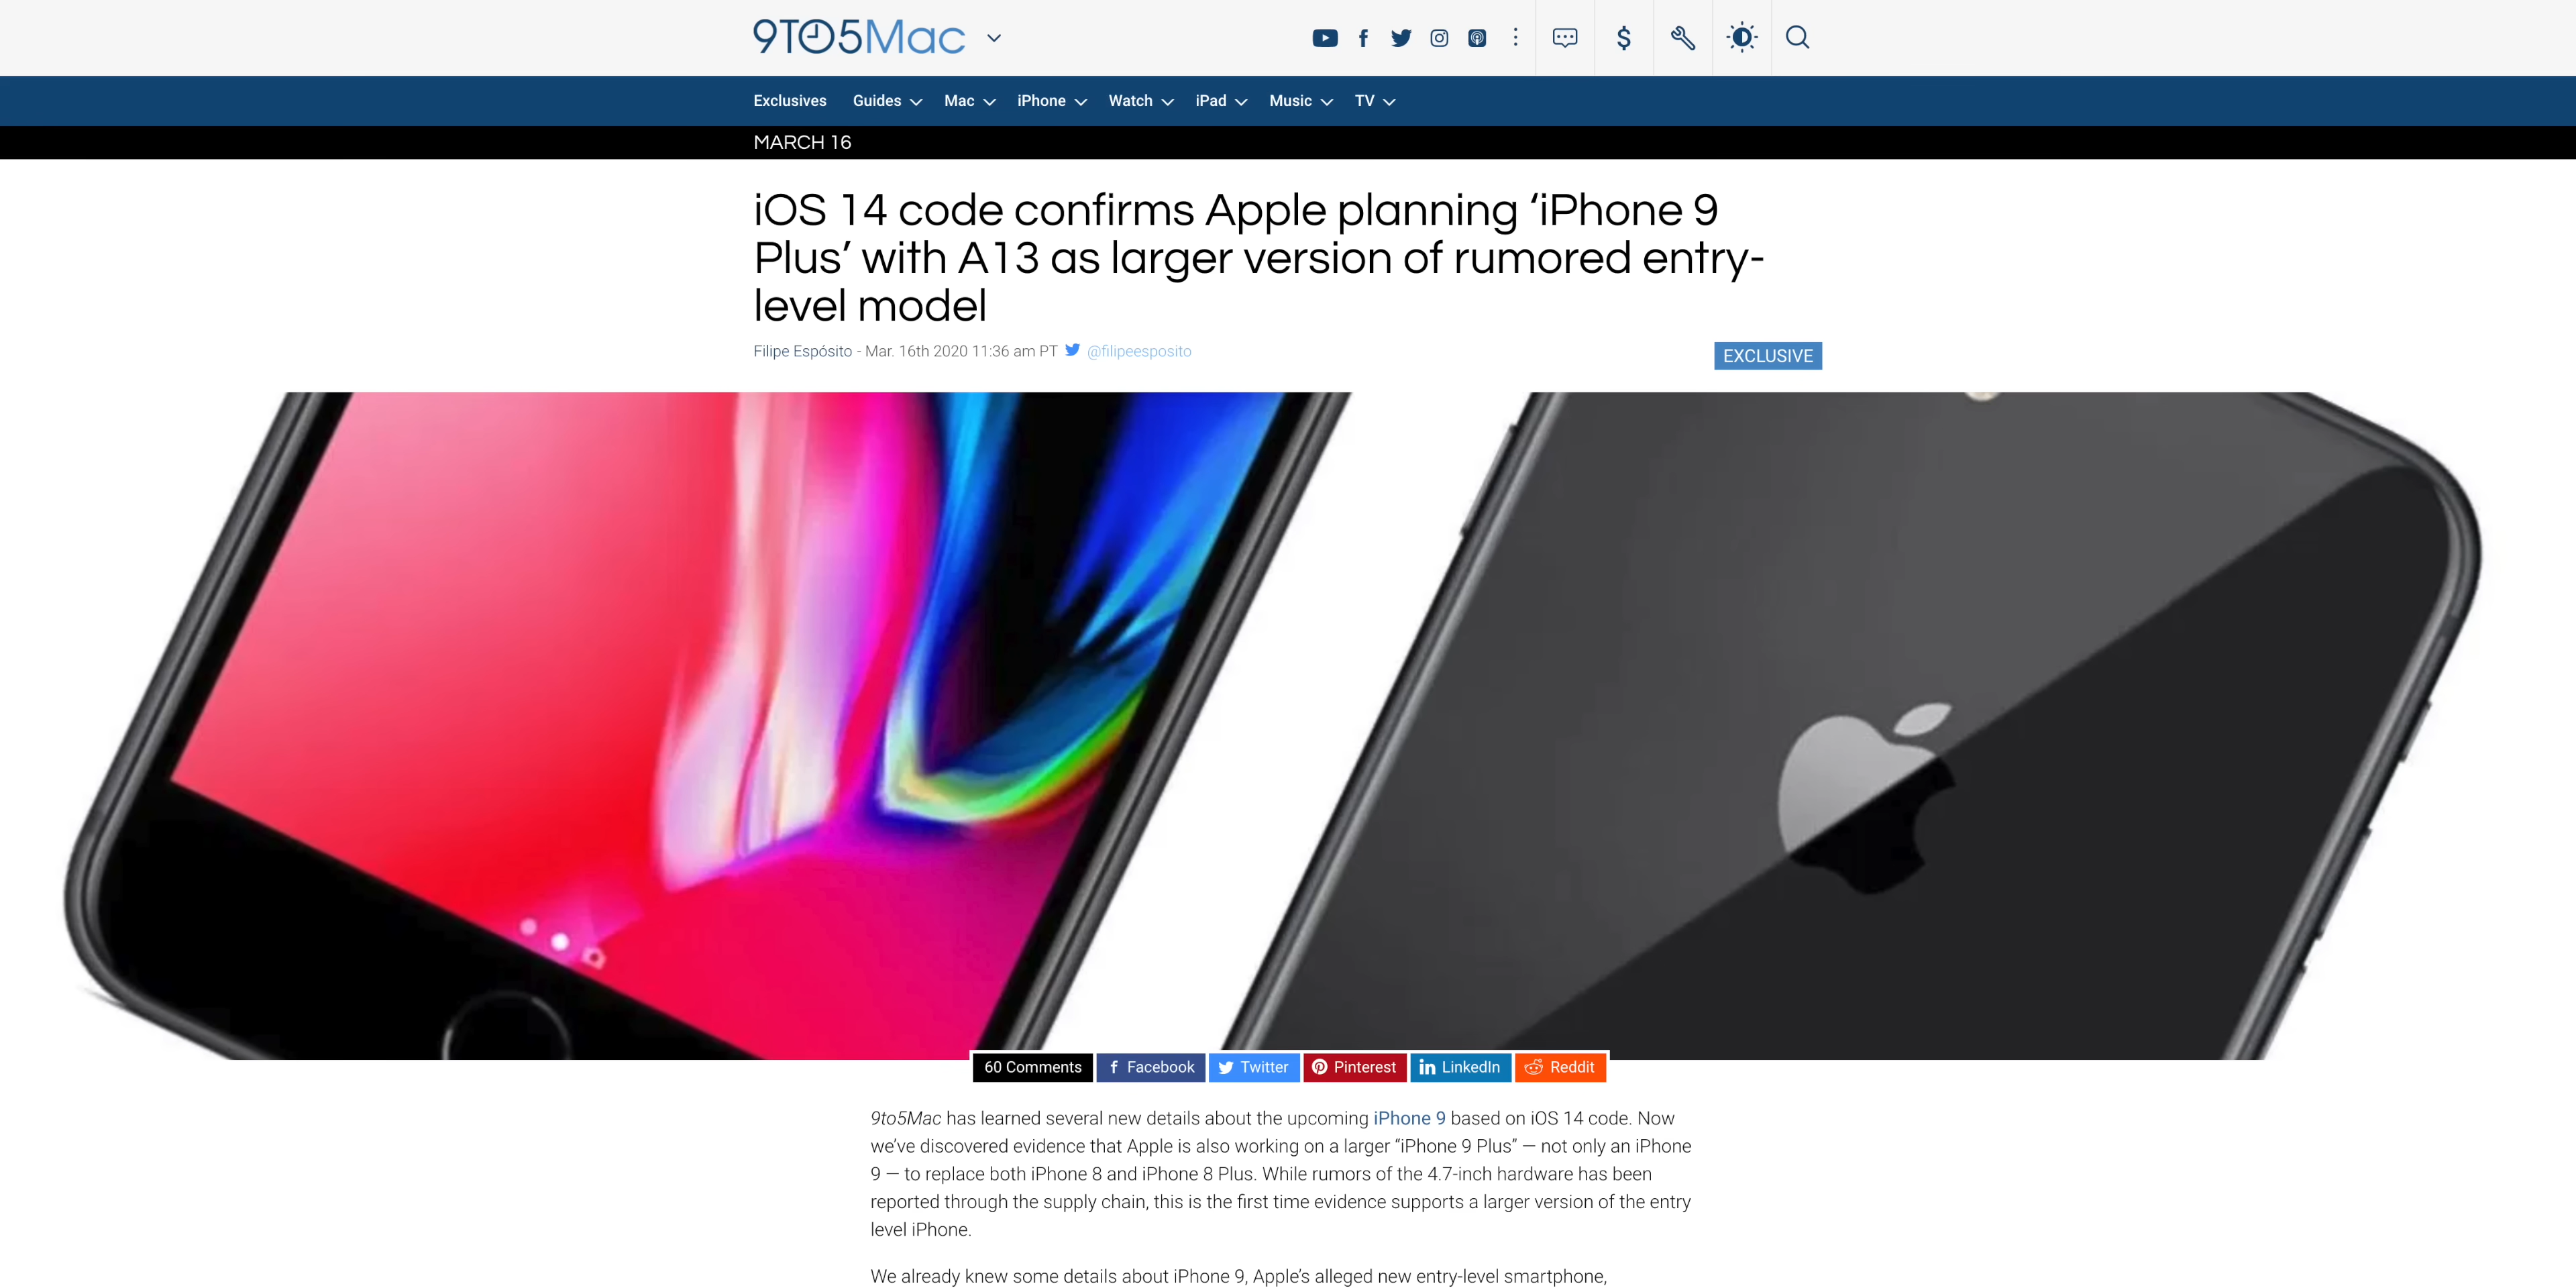 9TO5Mac
Exclusives Guides Mac iPhone Watch iPad Music TV
MARCH 16
iOS 14 code confirms Apple planning ‘iPhone 9
Plus’ with A13 as larger version of rumored entry-
level model
Filipe Espósito - Mar. 16th 2020 11:36 am PT @filipeesposito
EXCLUSIVE
60 Comments Facebook Twitter Pinterest LinkedIn Reddit
9to5Mac has learned several new details about the upcoming iPhone 9 based on iOS 14 code. Now
we’ve discovered evidence that Apple is also working on a larger “iPhone 9 Plus” — not only an iPhone
9 — to replace both iPhone 8 and iPhone 8 Plus. While rumors of the 4.7-inch hardware has been
reported through the supply chain, this is the first time evidence supports a larger version of the entry
level iPhone.
We already knew some details about iPhone 9, Apple’s alleged new entry-level smartphone,